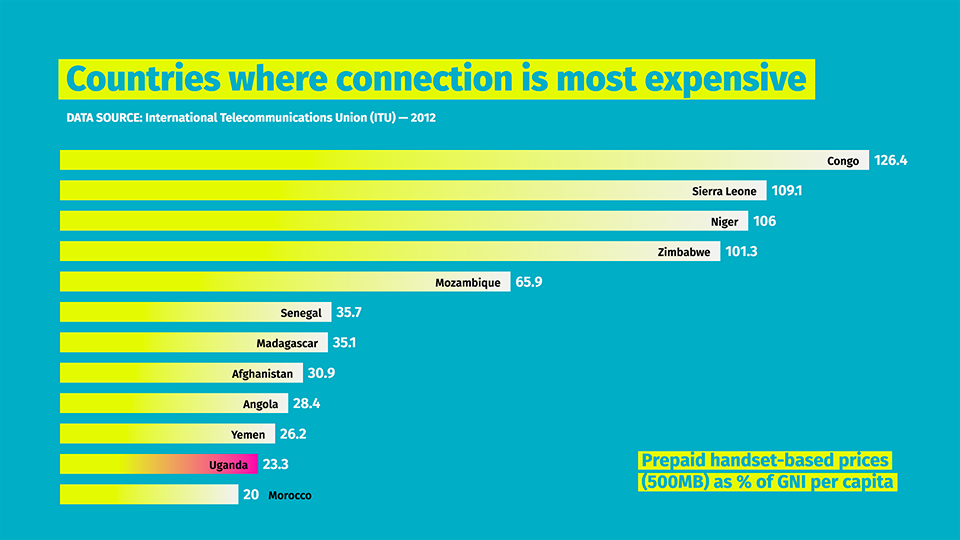 Countries where connection is most expensive
DATA SOURCE: International Telecommunications Union (ITU) — 2012
Congo 126.4
Sierra Leone 109.1
Niger 106
Zimbabwe 101.3
Mozambique 65.9
Senegal 35.7
Madagascar 35.1
Afghanistan 30.9
Angola 28.4
Yemen 26.2
Uganda 23.3
20 Morocco
Prepaid handset-based prices
(500MB) as % of GNI per capita